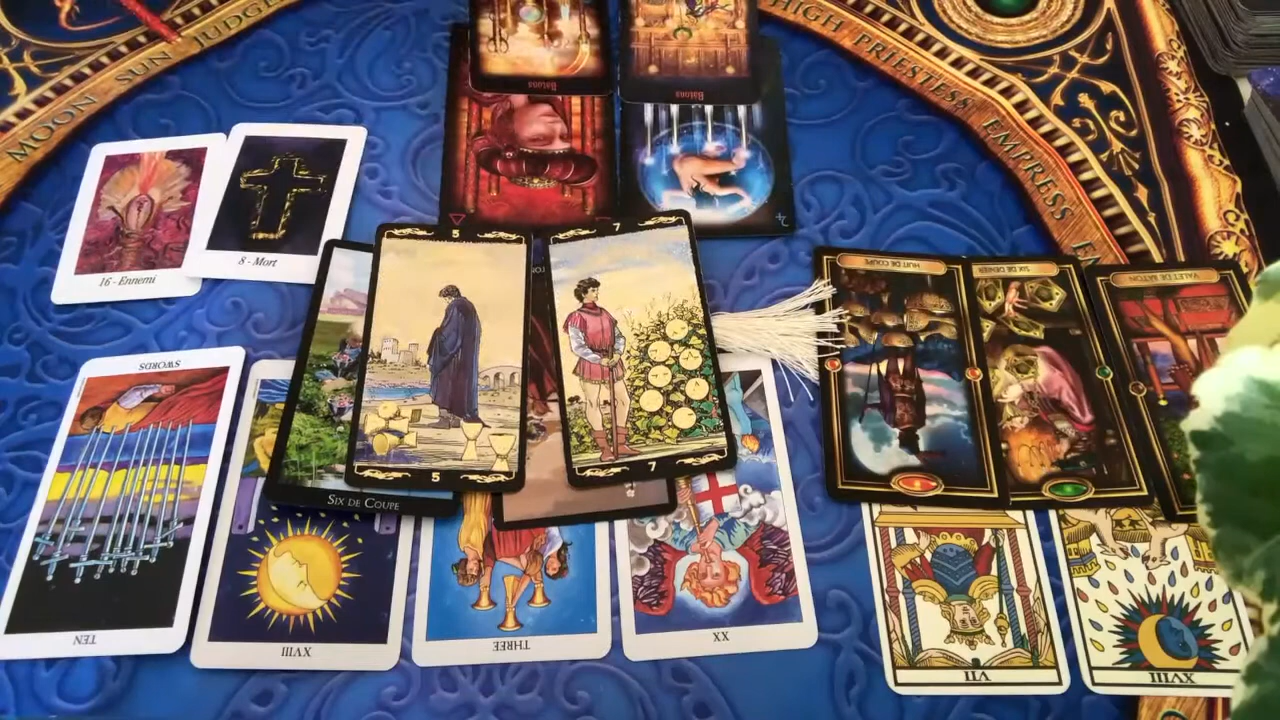 MOON SUN JUDGE
HIGH PRIESTESS EMPRESS
Bâtons
Bâtons
16 - Ennemi
8 - Mort
5
5
7
7
SIX DE COUPE
HUIT DE COUPE
SIX DE DENIER
VALET DE BATON
SWORDS
TEN
XVIII
THREE
XX
VII
XVIII